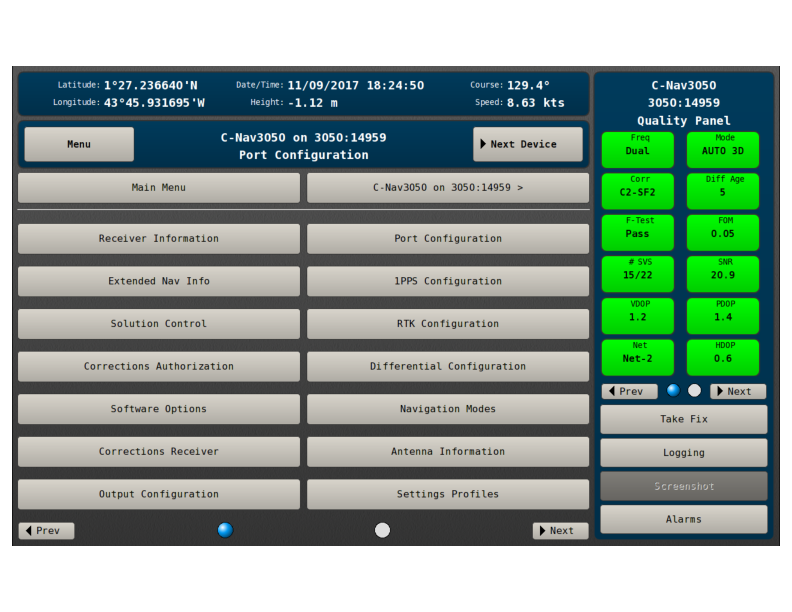 Latitude: 1°27.236640'N Date/Time: 11/09/2017 18:24:50 Course: 129.4°
Longitude: 43°45.931695'W Height: -1.12 m Speed: 8.63 kts
Menu
C-Nav3050 on 3050:14959
Port Configuration
Next Device
Main Menu
C-Nav3050 on 3050:14959 >
Receiver Information
Port Configuration
Extended Nav Info
1PPS Configuration
Solution Control
RTK Configuration
Corrections Authorization
Differential Configuration
Software Options
Navigation Modes
Corrections Receiver
Antenna Information
Output Configuration
Settings Profiles
Prev
Next
C-Nav3050
3050:14959
Quality Panel
Freq
Dual
Mode
AUTO 3D
Corr
C2-SF2
Diff Age
5
F-Test
Pass
FOM
0.05
# SVS
15/22
SNR
20.9
VDOP
1.2
PDOP
1.4
Net
Net-2
HDOP
0.6
Prev
Next
Take Fix
Logging
Screenshot
Alarms